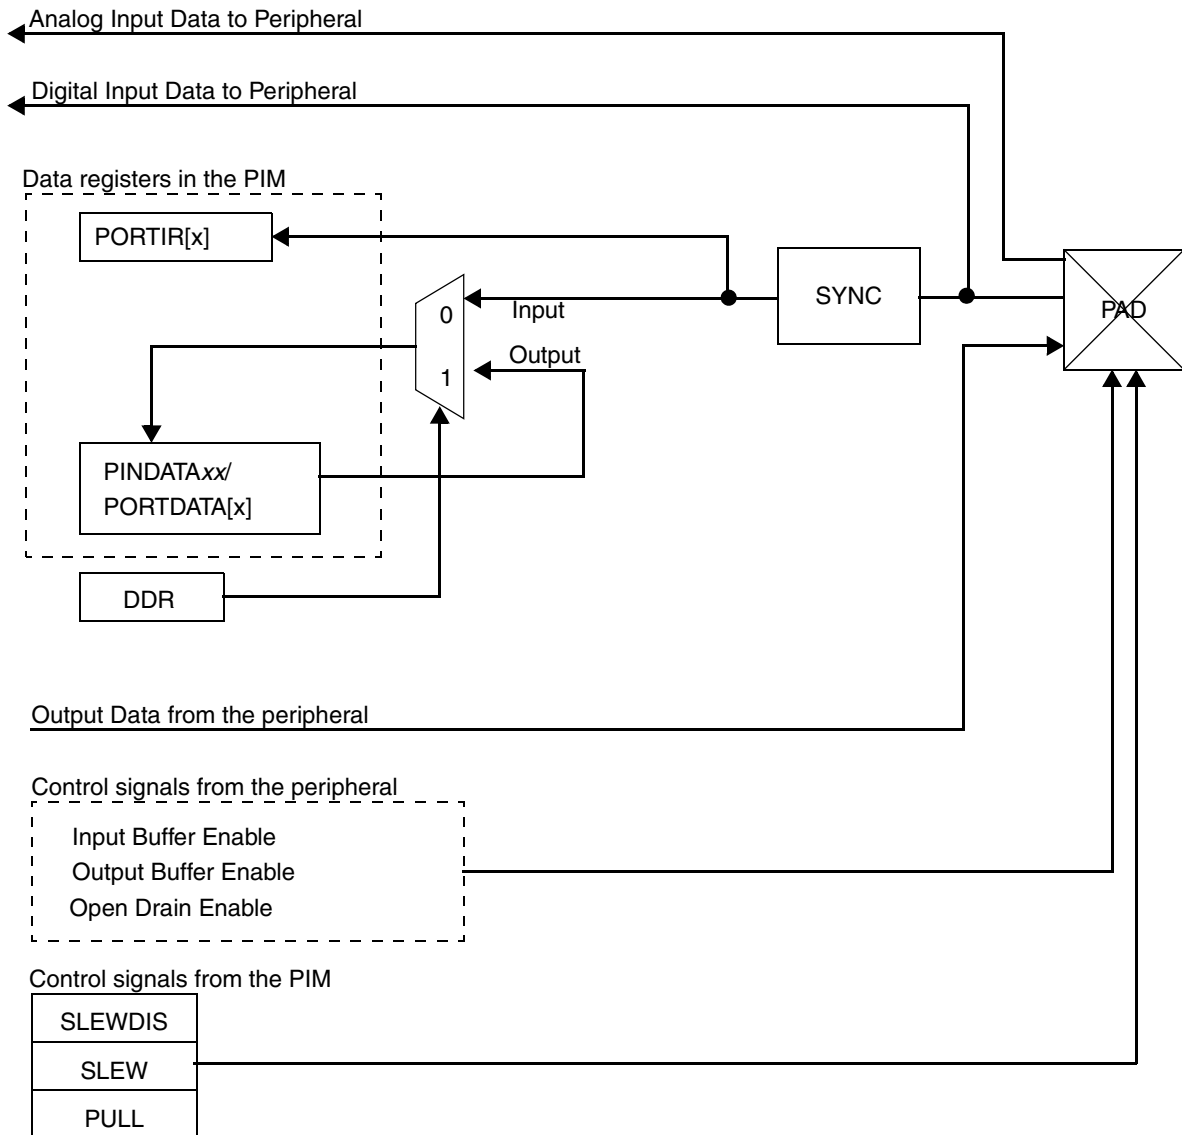 Analog Input Data to Peripheral
Digital Input Data to Peripheral
Data registers in the PIM
PORTIR[x]
SYNC
PAD
0
Input
Output
1
PINDATAxx/
PORTDATA[x]
DDR
Output Data from the peripheral
Control signals from the peripheral
Input Buffer Enable
Output Buffer Enable
Open Drain Enable
Control signals from the PIM
SLEWDIS
SLEW
PULL